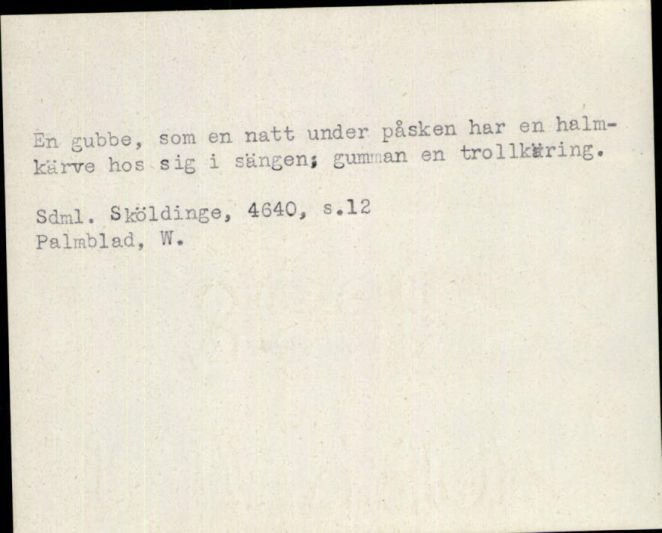 En gubbe, som en natt under påsken har en halm-
kärve hos sig i sängen; gumman en trollkäring.
Sdml. Sköldinge, 4640, s.12
Palmblad, W.